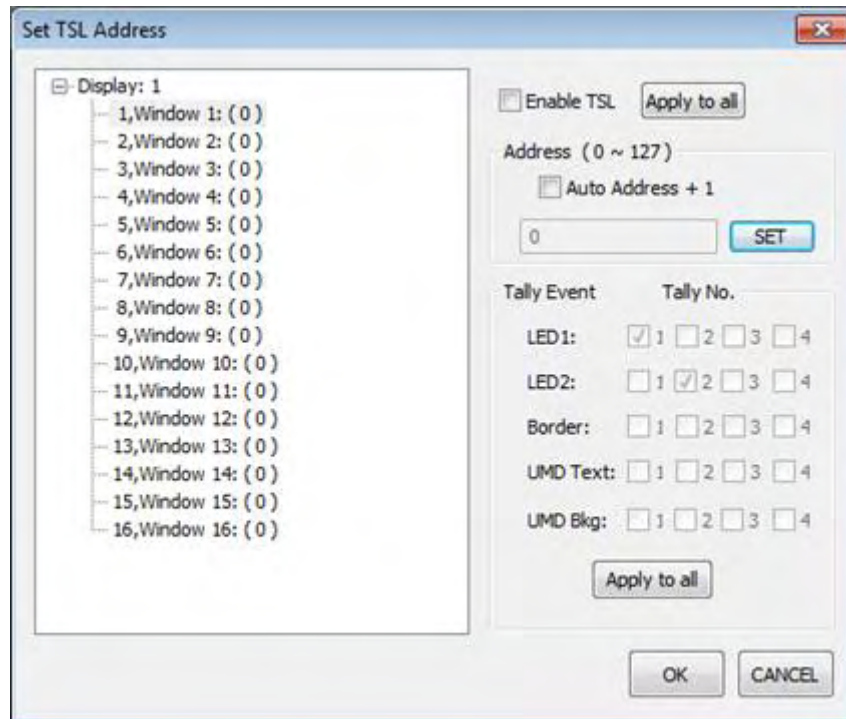 Set TSL Address
Display: 1
1,Window 1: ( 0 )
2,Window 2: ( 0 )
3,Window 3: ( 0 )
4,Window 4: ( 0 )
5,Window 5: ( 0 )
6,Window 6: ( 0 )
7,Window 7: ( 0 )
8,Window 8: ( 0 )
9,Window 9: ( 0 )
10,Window 10: ( 0 )
11,Window 11: ( 0 )
12,Window 12: ( 0 )
13,Window 13: ( 0 )
14,Window 14: ( 0 )
15,Window 15: ( 0 )
16,Window 16: ( 0 )
Enable TSL Apply to all
Address ( 0 ~ 127 )
Auto Address + 1
0 SET
Tally Event Tally No.
LED1: 1 2 3 4
LED2: 1 2 3 4
Border: 1 2 3 4
UMD Text: 1 2 3 4
UMD Bkg: 1 2 3 4
Apply to all
OK CANCEL